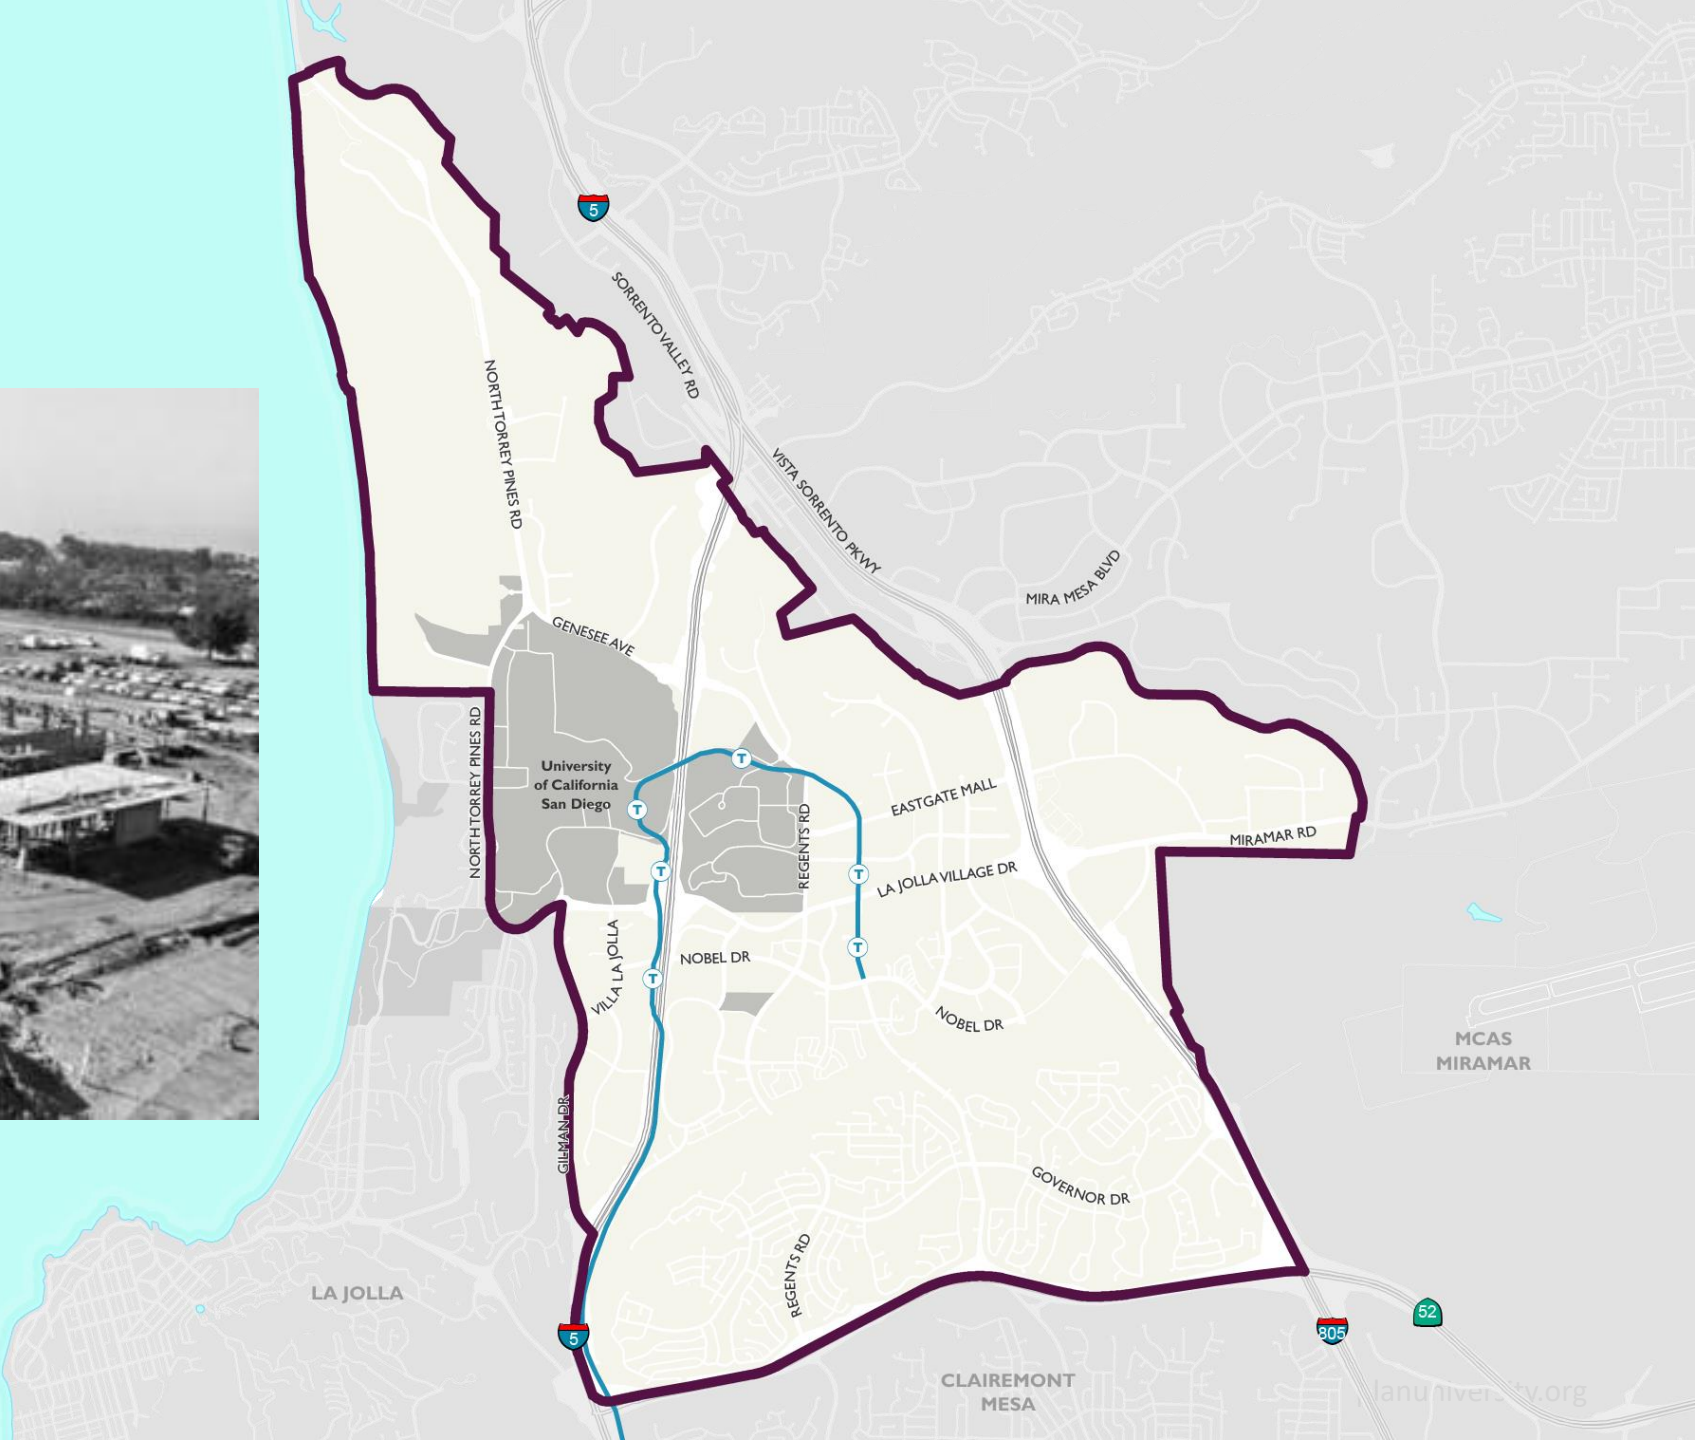 5
SORRENTO VALLEY RD
NORTH TORREY PINES RD
VISTA SORRENTO PKWY
MIRA MESA BLVD
GENESEE AVE
NORTH TORREY PINES RD
University
of California
San Diego
T
T
T
T
T
T
EASTGATE MALL
REGENTS RD
MIRAMAR RD
LA JOLLA VILLAGE DR
VILLA LA JOLLA
NOBEL DR
NOBEL DR
MCAS
MIRAMAR
GILMAN DR
GOVERNOR DR
REGENTS RD
LA JOLLA
5
805
52
CLAIREMONT
MESA
planuniversity.org